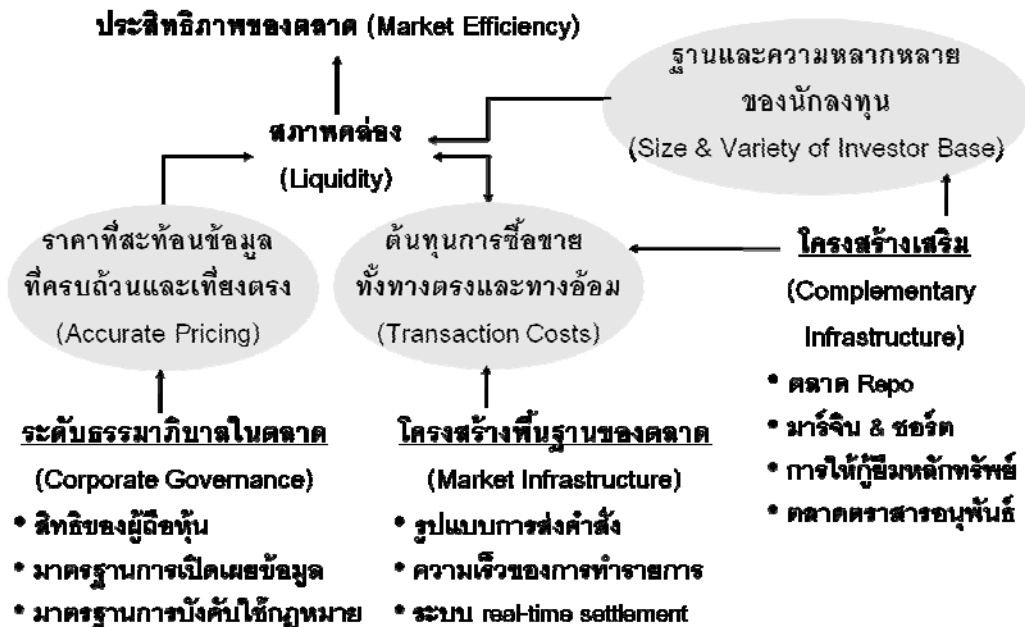 ประสิทธิภาพของตลาด (Market Efficiency)
ฐานและความหลากหลาย
ของนักลงทุน
(Size & Variety of Investor Base)
สภาพคล่อง
(Liquidity)
ราคาที่สะท้อนข้อมูล
ที่ครบถ้วนและเที่ยงตรง
(Accurate Pricing)
ต้นทุนการซื้อขาย
ทั้งทางตรงและทางอ้อม
(Transaction Costs)
โครงสร้างเสริม
(Complementary
Infrastructure)
• ตลาด Repo
• มาร์จิน & ชอร์ต
• การให้กู้ยืมหลักทรัพย์
• ตลาดตราสารอนุพันธ์
ระดับธรรมาภิบาลในตลาด
(Corporate Governance)
• สิทธิของผู้ถือหุ้น
• มาตรฐานการเปิดเผยข้อมูล
• มาตรฐานการบังคับใช้กฎหมาย
โครงสร้างพื้นฐานของตลาด
(Market Infrastructure)
• รูปแบบการส่งคำสั่ง
• ความเร็วของการทำรายการ
• ระบบ real-time settlement